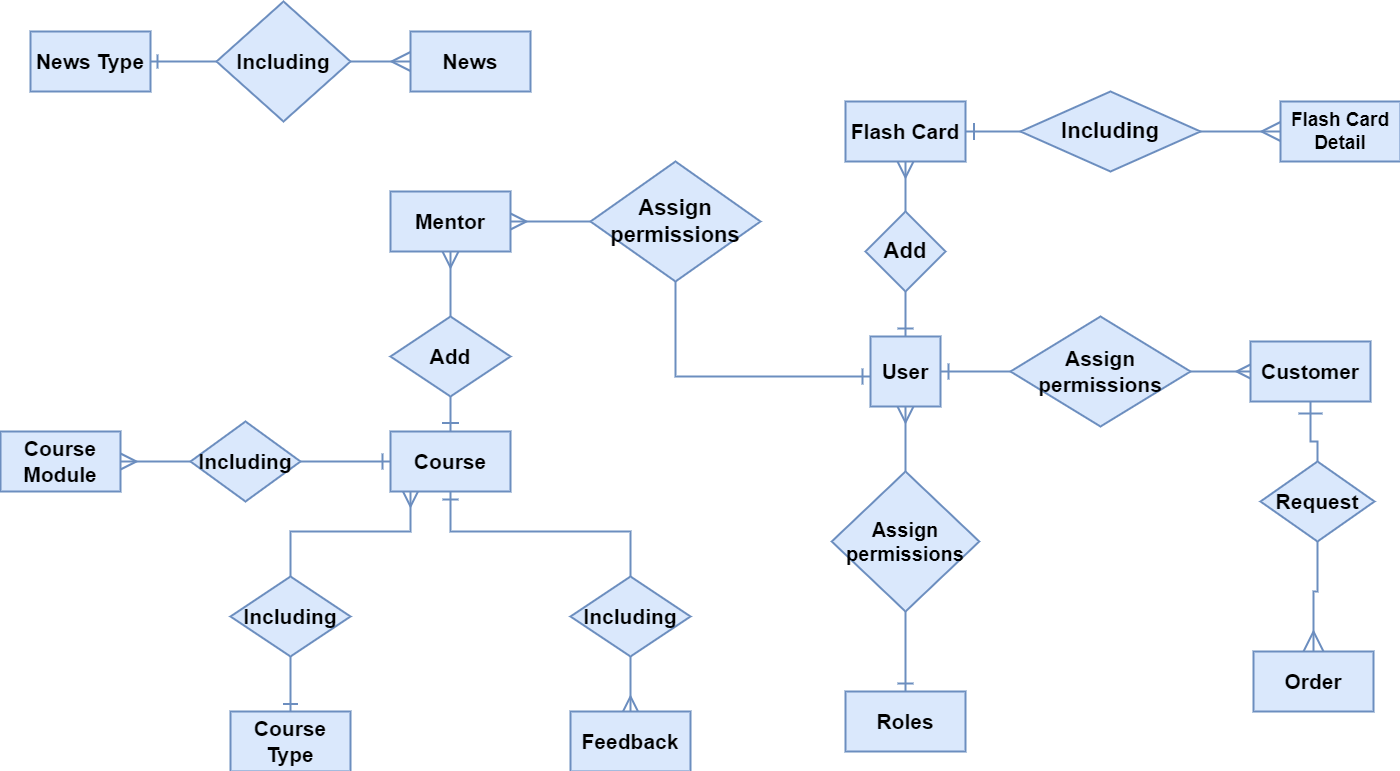 News Type
Including
News
Flash Card
Including
Flash Card
Detail
Mentor
Assign
permissions
Add
Add
User
Assign
permissions
Customer
Course
Module
Including
Course
Request
Assign
permissions
Including
Including
Order
Course
Type
Feedback
Roles